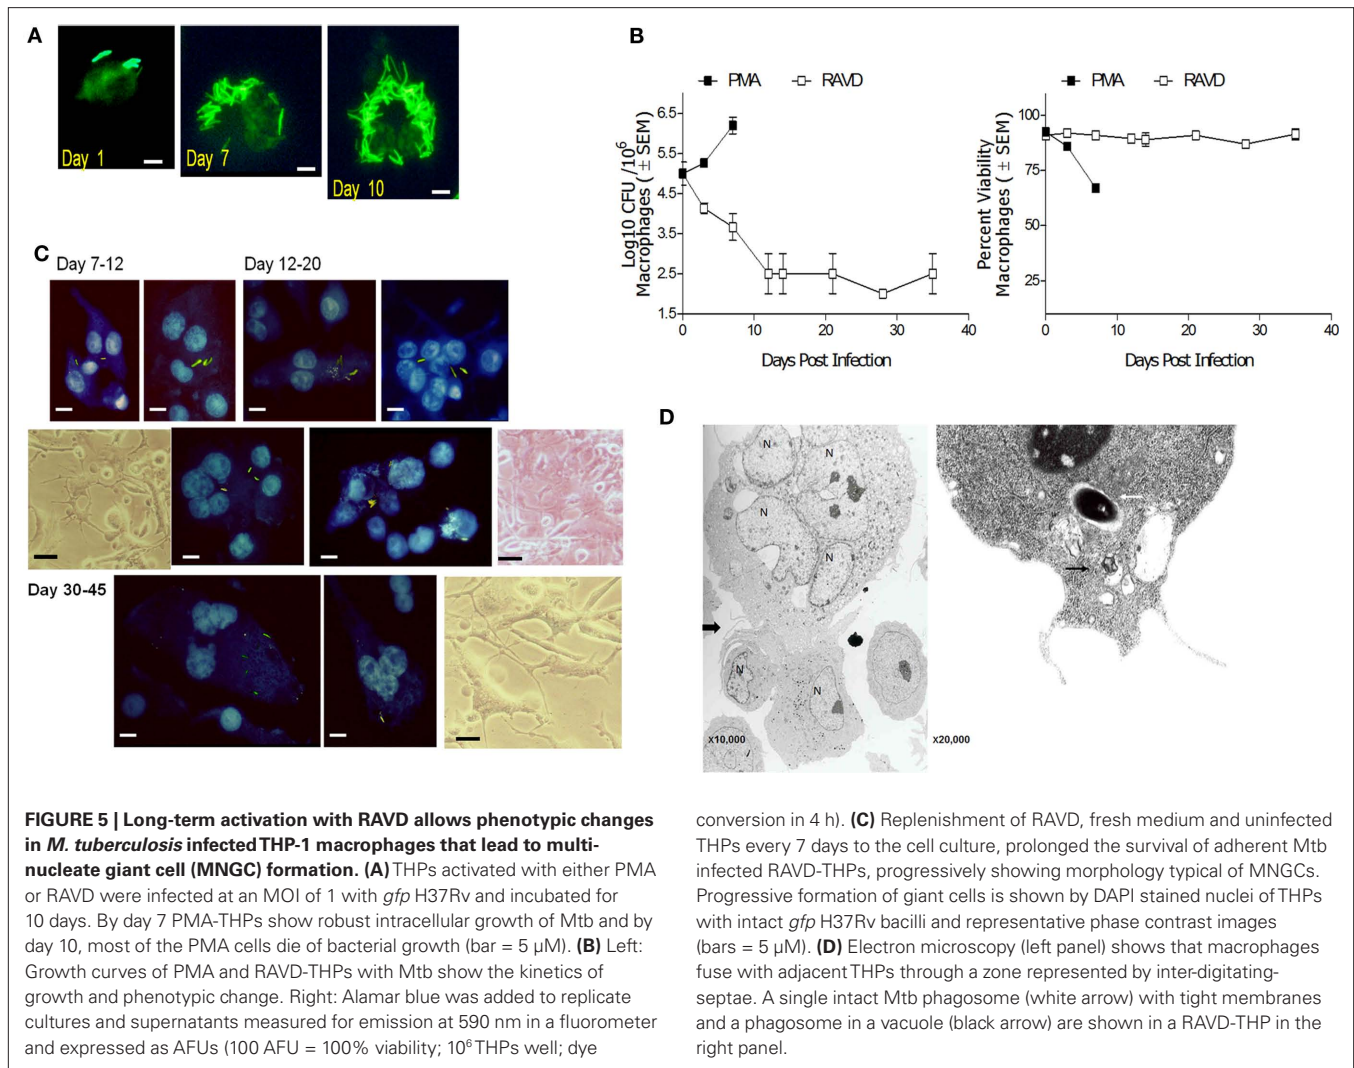 A
Day 1
Day 7
Day 10
B
PMA
RAVD
Log10 CFU /10⁶
Macrophages ( ± SEM)
6.5
5.5
4.5
3.5
2.5
1.5
0
10
20
30
40
Days Post Infection
PMA
RAVD
Percent Viability
Macrophages ( ± SEM)
100
75
50
25
0
10
20
30
40
Days Post Infection
C
Day 7-12
Day 12-20
Day 30-45
D
N
N
N
N
N
N
x10,000
x20,000
FIGURE 5 | Long-term activation with RAVD allows phenotypic changes
in M. tuberculosis infected THP-1 macrophages that lead to multi-
nucleate giant cell (MNGC) formation. (A) THPs activated with either PMA
or RAVD were infected at an MOI of 1 with gfp H37Rv and incubated for
10 days. By day 7 PMA-THPs show robust intracellular growth of Mtb and by
day 10, most of the PMA cells die of bacterial growth (bar = 5 µM). (B) Left:
Growth curves of PMA and RAVD-THPs with Mtb show the kinetics of
growth and phenotypic change. Right: Alamar blue was added to replicate
cultures and supernatants measured for emission at 590 nm in a fluorometer
and expressed as AFUs (100 AFU = 100% viability; 10⁶ THPs well; dye
conversion in 4 h). (C) Replenishment of RAVD, fresh medium and uninfected
THPs every 7 days to the cell culture, prolonged the survival of adherent Mtb
infected RAVD-THPs, progressively showing morphology typical of MNGCs.
Progressive formation of giant cells is shown by DAPI stained nuclei of THPs
with intact gfp H37Rv bacilli and representative phase contrast images
(bars = 5 µM). (D) Electron microscopy (left panel) shows that macrophages
fuse with adjacent THPs through a zone represented by inter-digitating-
septae. A single intact Mtb phagosome (white arrow) with tight membranes
and a phagosome in a vacuole (black arrow) are shown in a RAVD-THP in the
right panel.